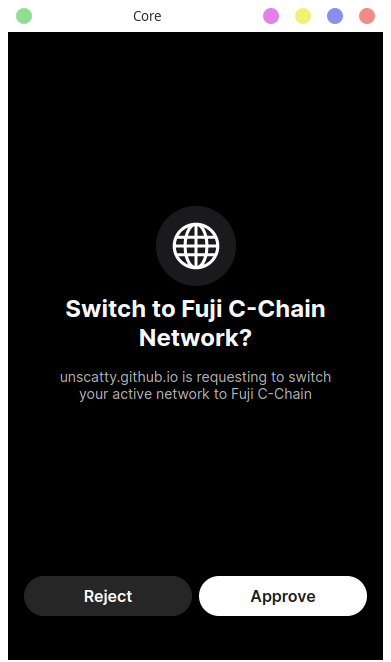 Core
Switch to Fuji C-Chain
Network?
unscatty.github.io is requesting to switch
your active network to Fuji C-Chain
Reject
Approve